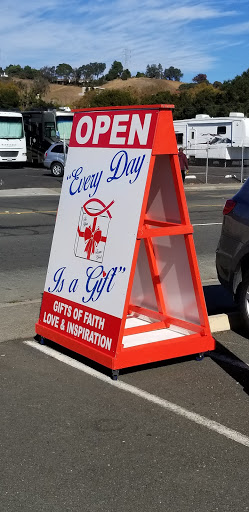 OPEN
"Every Day
Is a Gift"
GIFTS OF FAITH
LOVE & INSPIRATION